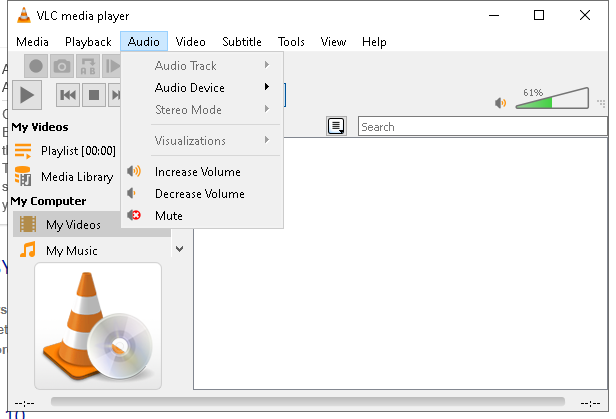 VLC media player
Media Playback Audio Video Subtitle Tools View Help
Audio Track
Audio Device
Stereo Mode
Visualizations
Increase Volume
Decrease Volume
Mute
61%
Search
My Videos
Playlist [00:00]
Media Library
My Computer
My Videos
My Music
--:-- --:--
10